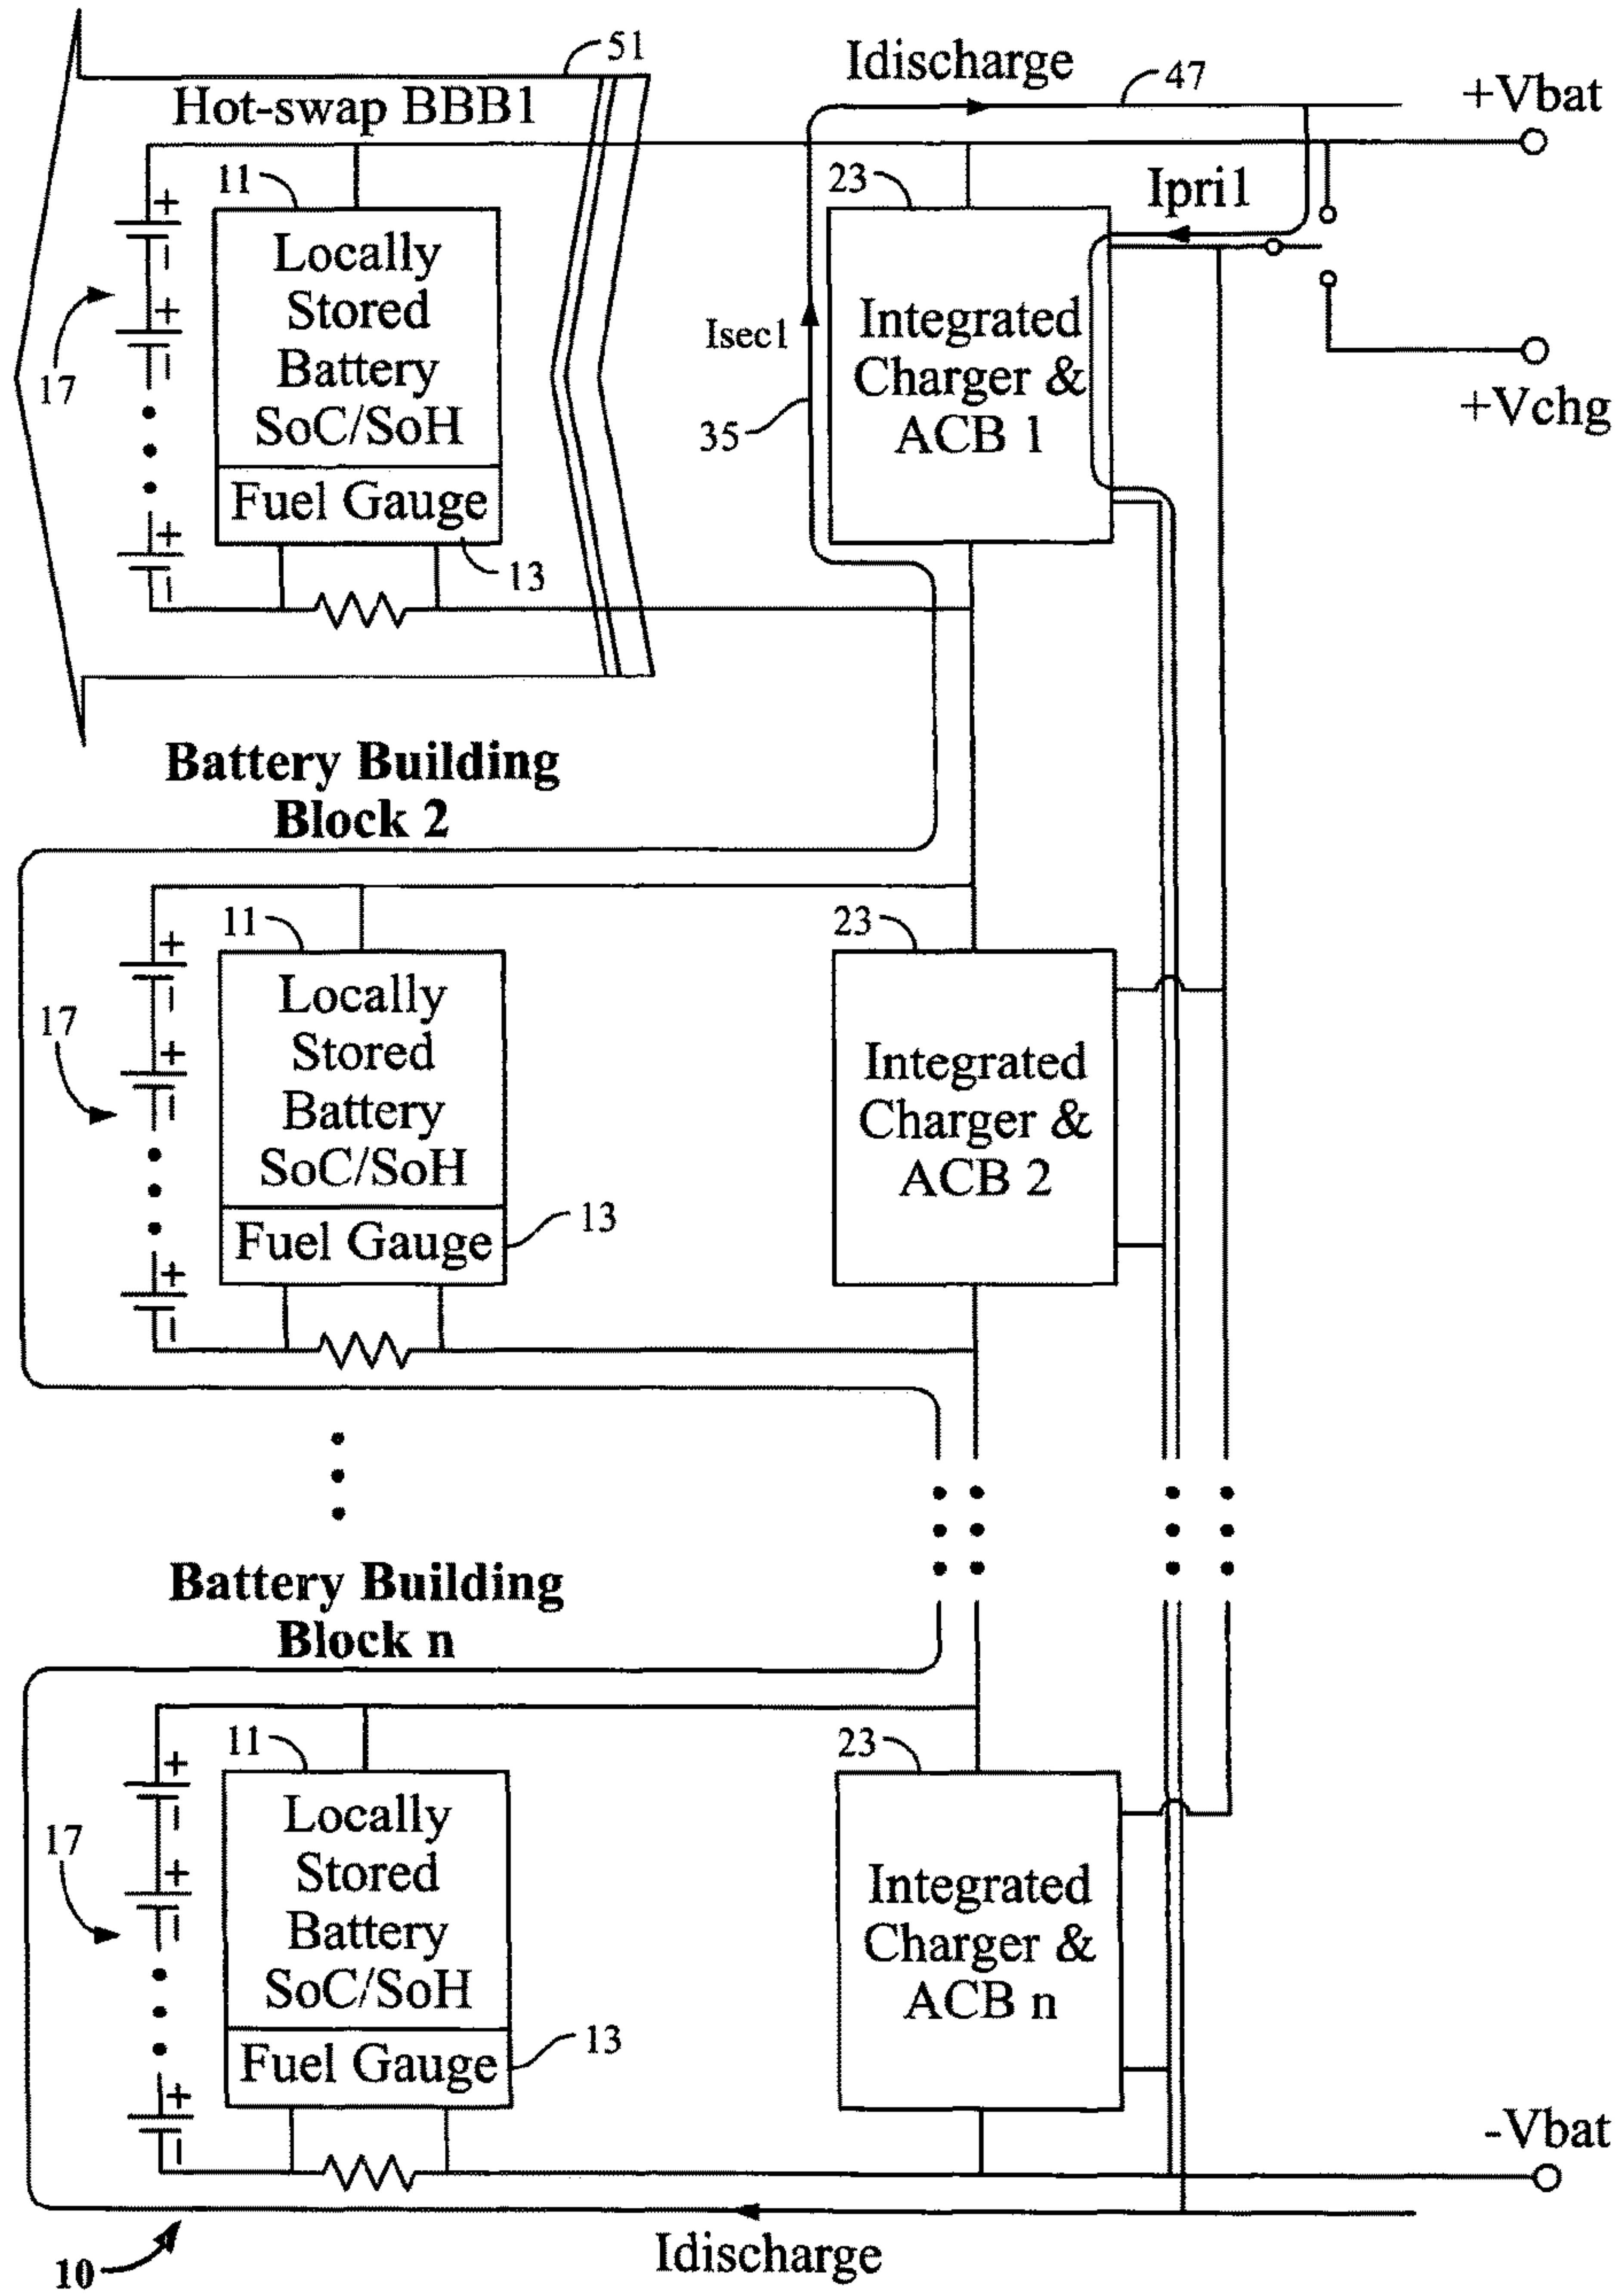 51
Idischarge
47
+Vbat
Hot-swap BBB1
11
23
Ipri1
+
–
Locally
Stored
Battery
SoC/SoH
Integrated
Charger &
ACB 1
17
+
–
Isec1
35
+Vchg
Fuel Gauge
+
–
13
Battery Building
Block 2
11
23
+
–
Locally
Stored
Battery
SoC/SoH
Integrated
Charger &
ACB 2
17
+
–
Fuel Gauge
13
+
–
Battery Building
Block n
11
23
+
–
Locally
Stored
Battery
SoC/SoH
Integrated
Charger &
ACB n
17
+
–
Fuel Gauge
13
+
–
-Vbat
10
Idischarge